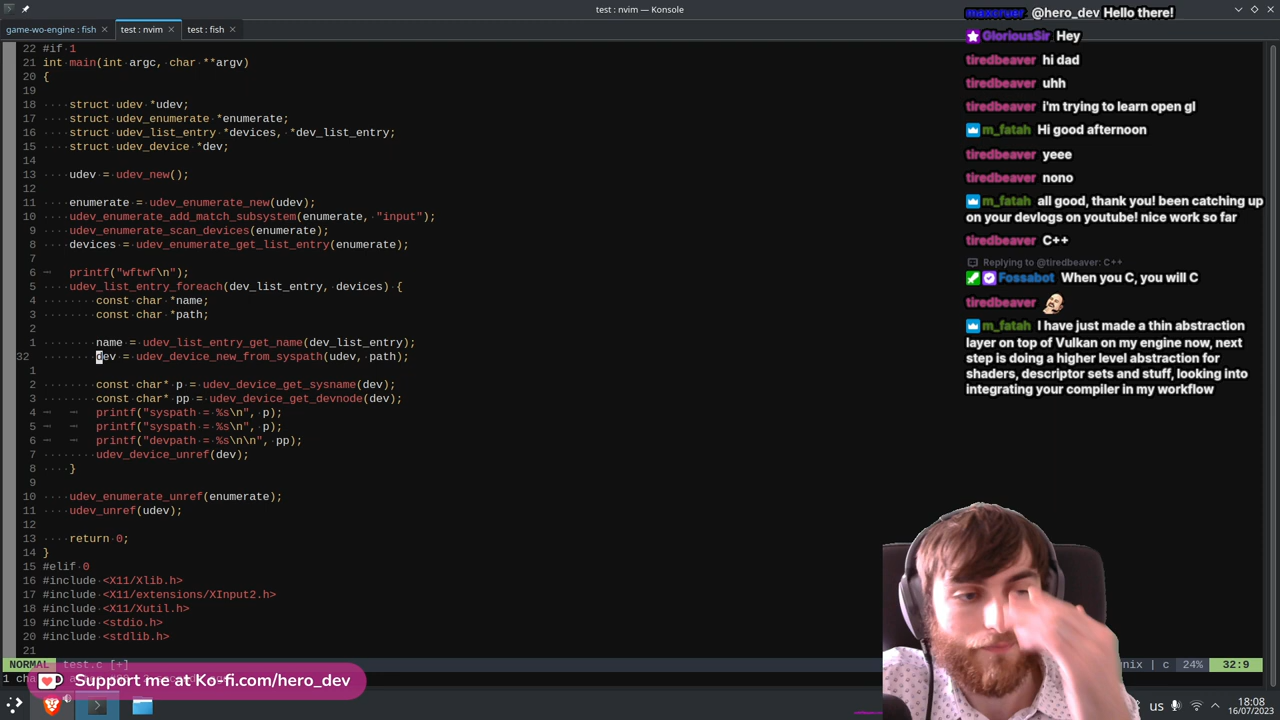 test : nvim — Konsole
game-wo-engine : fish
test : nvim
test : fish
22 #if 1
21 int main(int argc, char **argv)
20 {
19
18 struct udev *udev;
17 struct udev_enumerate *enumerate;
16 struct udev_list_entry *devices, *dev_list_entry;
15 struct udev_device *dev;
14
13 udev = udev_new();
12
11 enumerate = udev_enumerate_new(udev);
10 udev_enumerate_add_match_subsystem(enumerate, "input");
9 udev_enumerate_scan_devices(enumerate);
8 devices = udev_enumerate_get_list_entry(enumerate);
7
6 printf("wftwf\n");
5 udev_list_entry_foreach(dev_list_entry, devices) {
4 const char *name;
3 const char *path;
2
1 name = udev_list_entry_get_name(dev_list_entry);
32 dev = udev_device_new_from_syspath(udev, path);
1
2 const char* p = udev_device_get_sysname(dev);
3 const char* pp = udev_device_get_devnode(dev);
4 printf("syspath = %s\n", p);
5 printf("syspath = %s\n", p);
6 printf("devpath = %s\n\n", pp);
7 udev_device_unref(dev);
8 }
9
10 udev_enumerate_unref(enumerate);
11 udev_unref(udev);
12
13 return 0;
14 }
15 #elif 0
16 #include <X11/Xlib.h>
17 #include <X11/extensions/XInput2.h>
18 #include <X11/Xutil.h>
19 #include <stdio.h>
20 #include <stdlib.h>
21
NORMAL test.c [+]
unix | c 24% 32:9
1 cha
Support me at Ko-fi.com/hero_dev
US
18:08
16/07/2023
@hero_dev Hello there!
GloriousSir Hey
tiredbeaver hi dad
tiredbeaver uhh
tiredbeaver i'm trying to learn open gl
m_fatah Hi good afternoon
tiredbeaver yeee
tiredbeaver nono
m_fatah all good, thank you! been catching up
on your devlogs on youtube! nice work so far
tiredbeaver C++
Replying to @tiredbeaver: C++
Fossabot When you C, you will C
tiredbeaver
m_fatah I have just made a thin abstraction
layer on top of Vulkan on my engine now, next
step is doing a higher level abstraction for
shaders, descriptor sets and stuff, looking into
integrating your compiler in my workflow